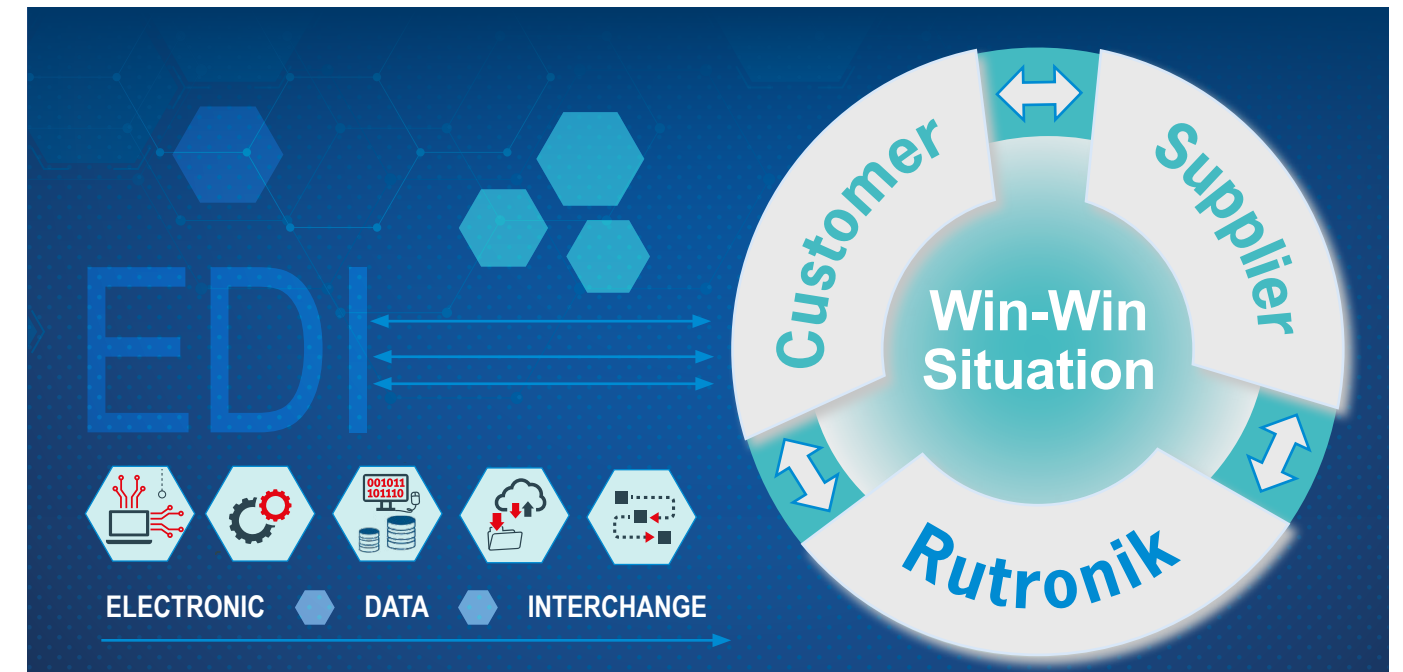 EDI
001011
101110
ELECTRONIC DATA INTERCHANGE
Customer
Supplier
Win-Win
Situation
Rutronik